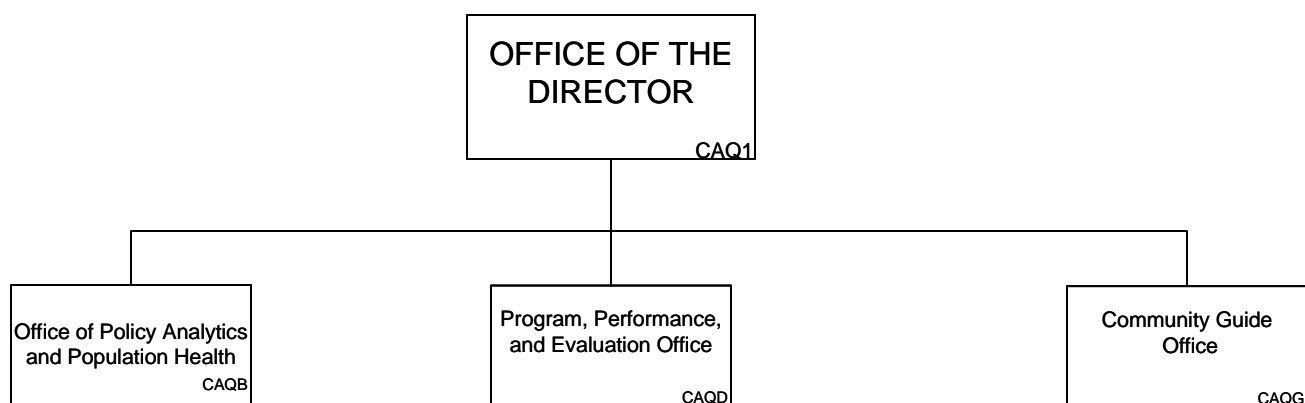 OFFICE OF THE
DIRECTOR
CAQ1
Office of Policy Analytics
and Population Health
CAQB
Program, Performance,
and Evaluation Office
CAQD
Community Guide
Office
CAQG